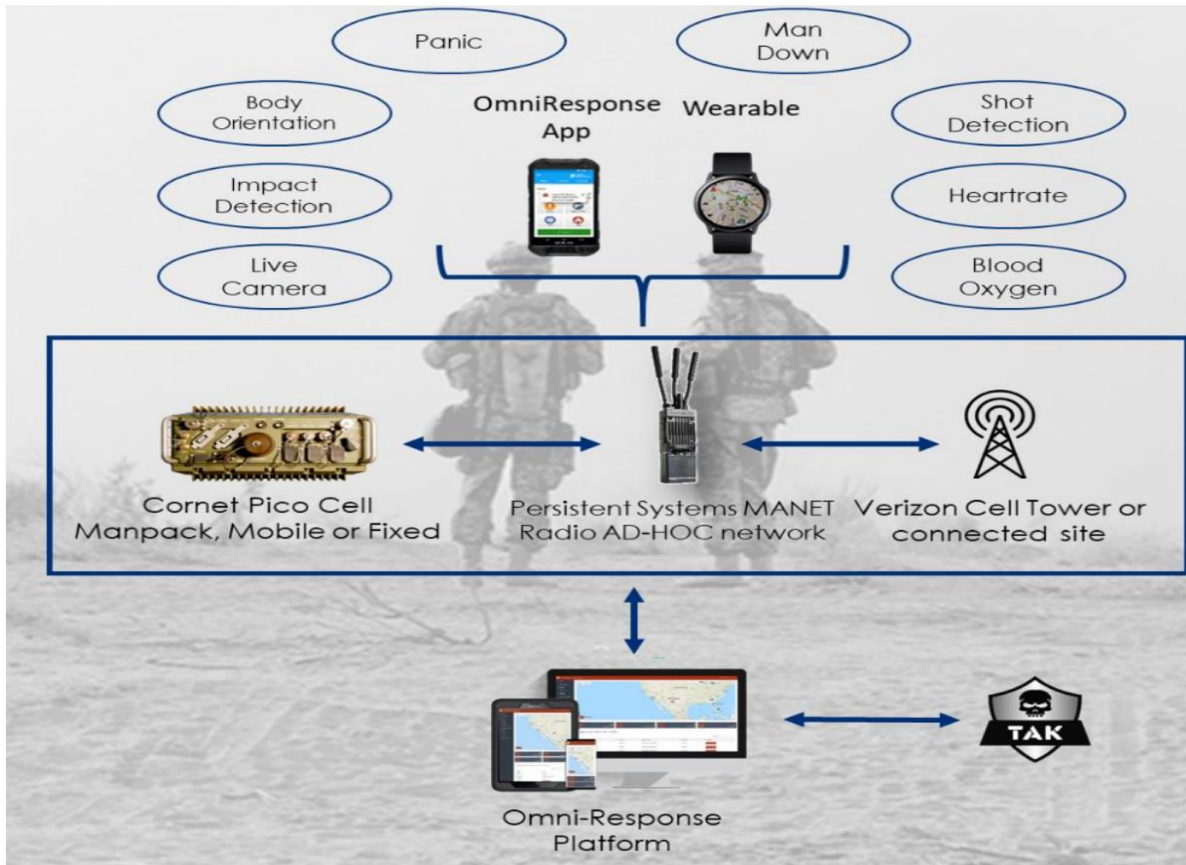 Panic
Man
Down
Body
Orientation
OmniResponse
App
Wearable
Shot
Detection
Impact
Detection
Heartrate
Live
Camera
Blood
Oxygen
Cornet Pico Cell
Manpack, Mobile or Fixed
Persistent Systems MANET
Radio AD-HOC network
Verizon Cell Tower or
connected site
TAK
Omni-Response
Platform